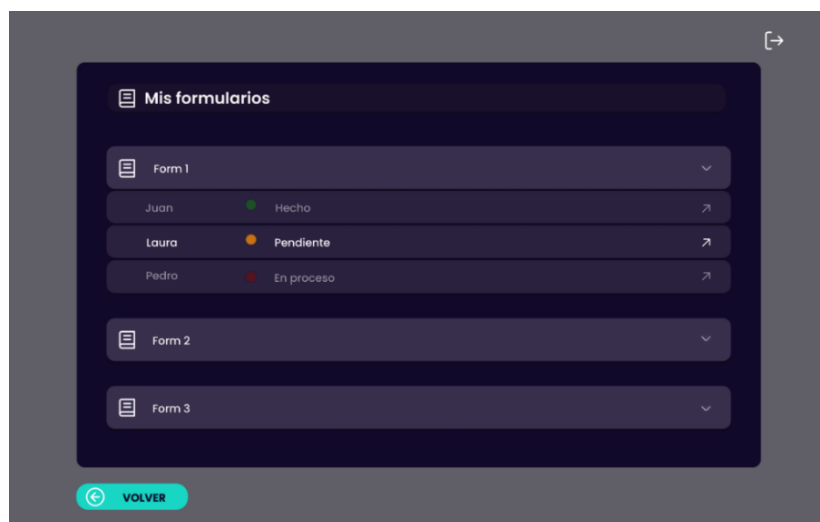 Mis formularios
Form 1
Juan Hecho
Laura Pendiente
Pedro En proceso
Form 2
Form 3
VOLVER